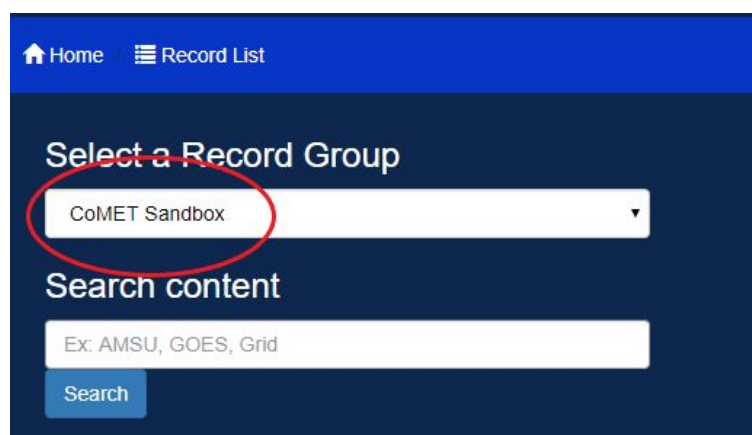 Home / Record List
Select a Record Group
CoMET Sandbox
Search content
Ex: AMSU, GOES, Grid
Search